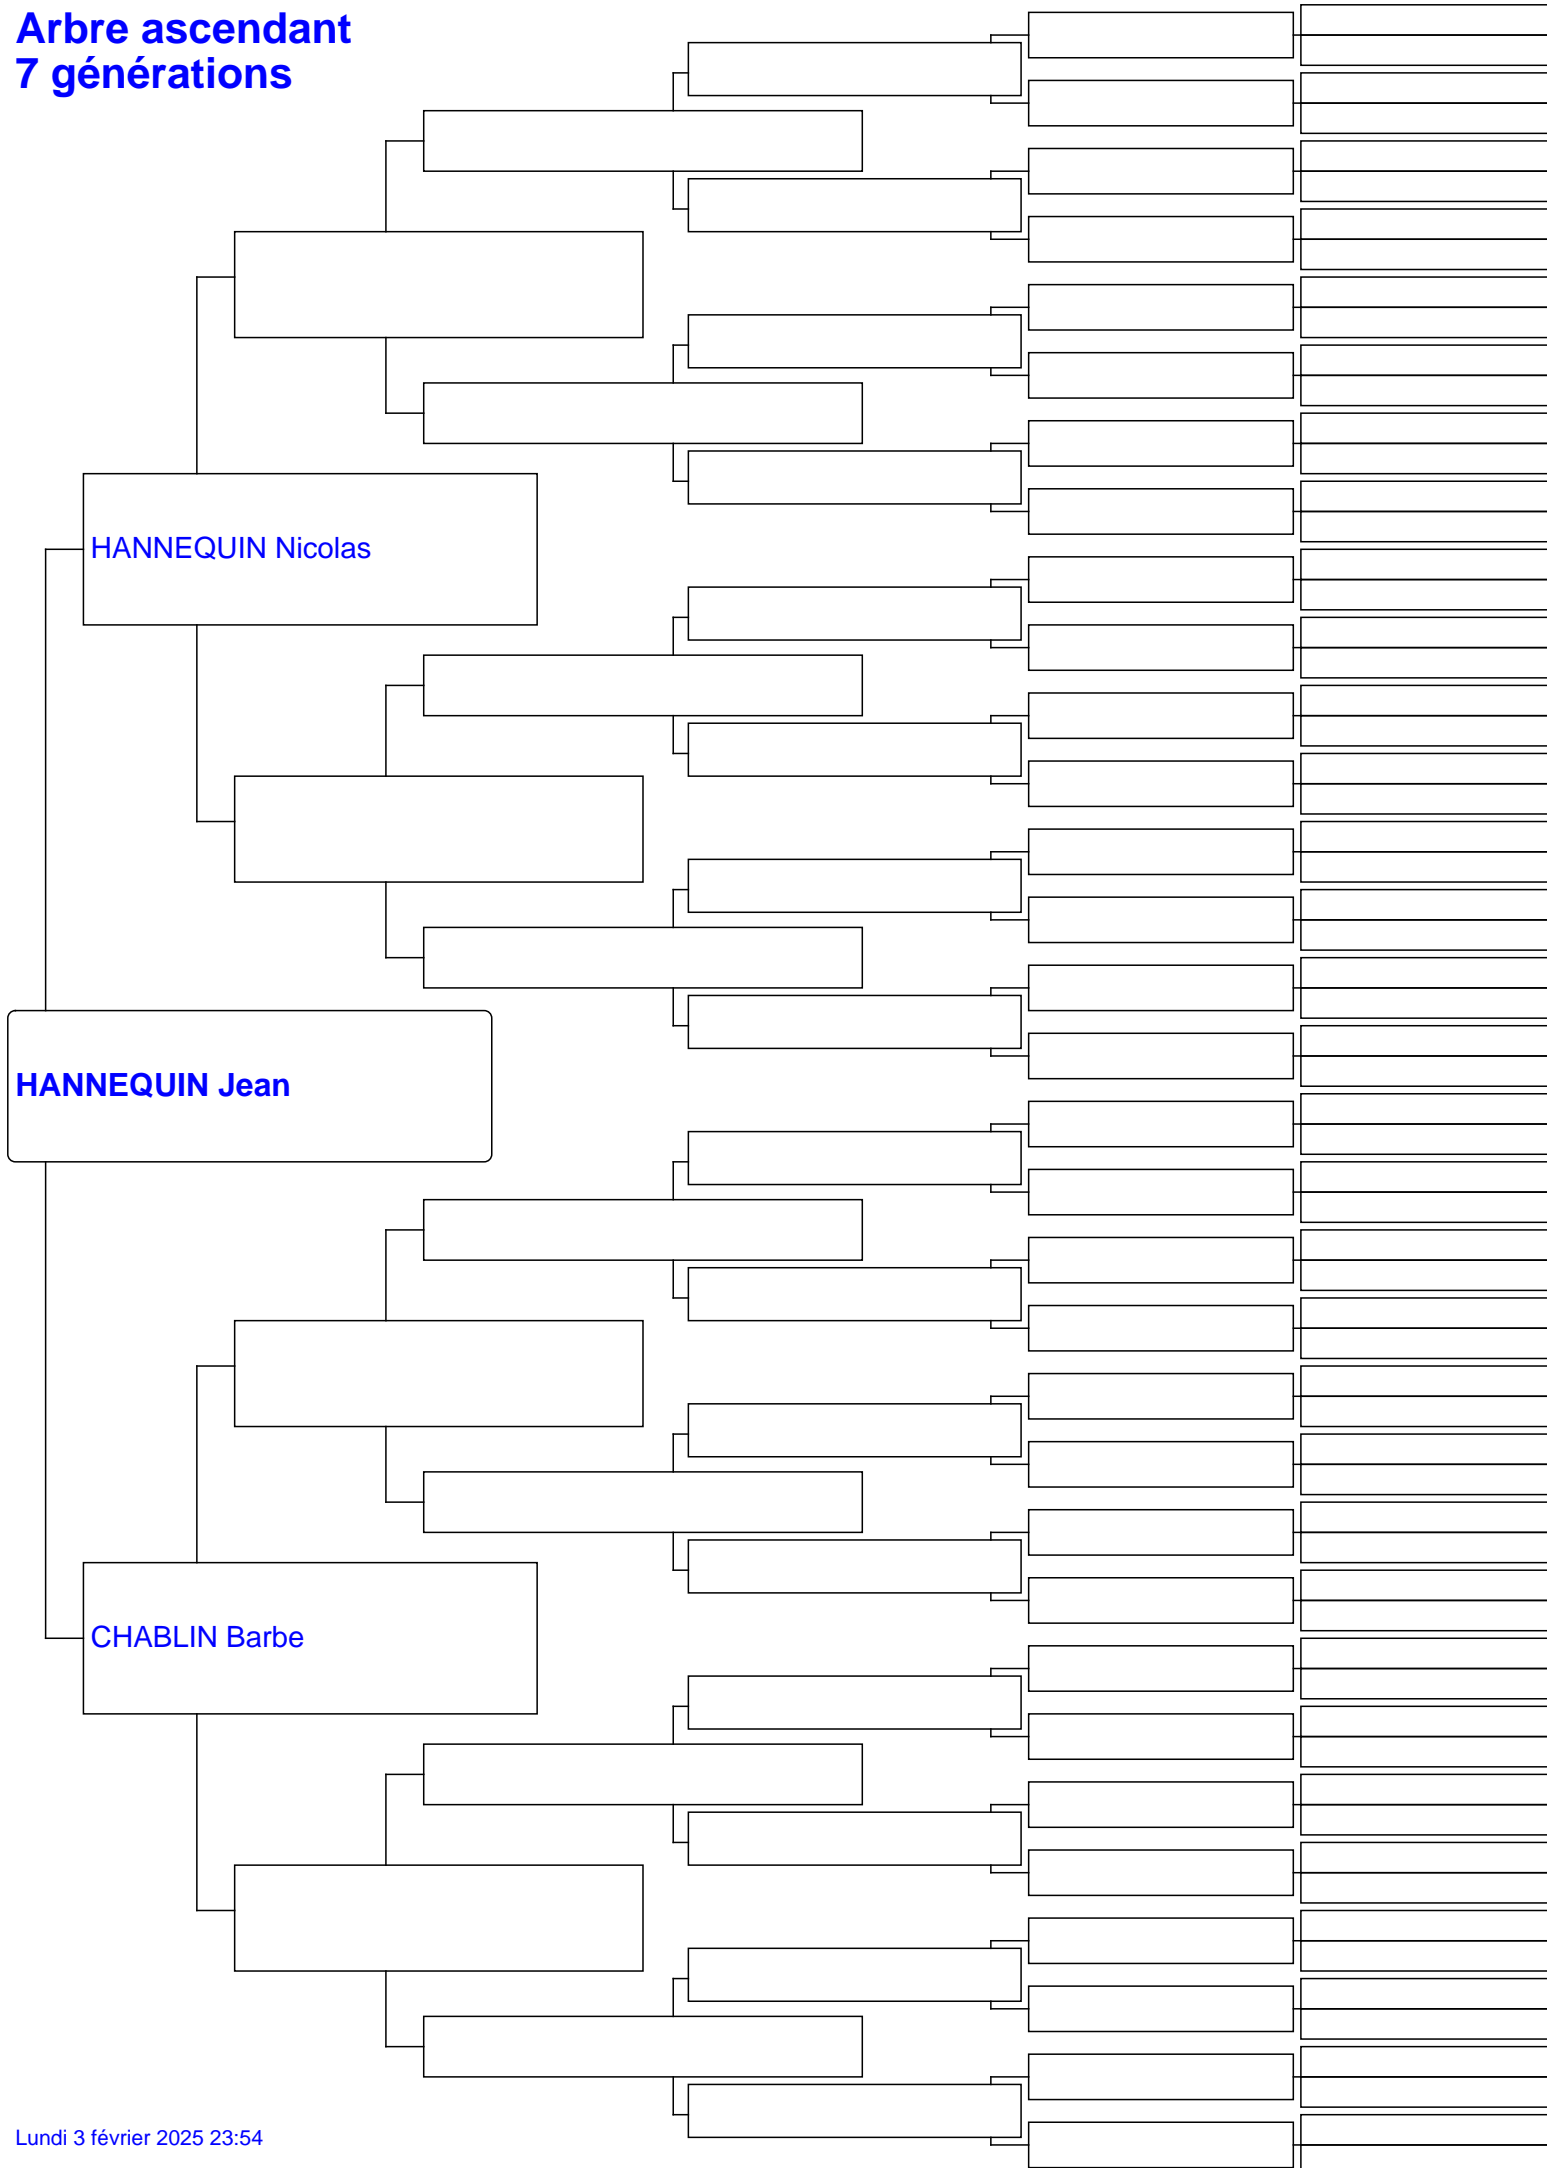 Arbre ascendant
7 générations
HANNEQUIN Nicolas
HANNEQUIN Jean
CHABLIN Barbe
Lundi 3 février 2025 23:54